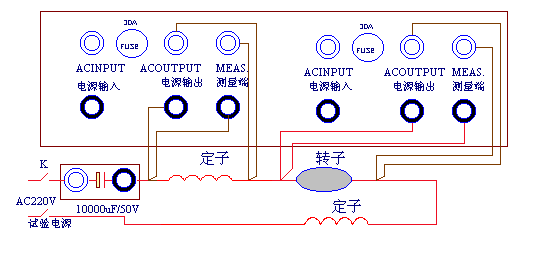 30A
30A
FUSE
FUSE
ACINPUT ACOUTPUT MEAS.
电源输入 电源输出 测量端
ACINPUT ACOUTPUT MEAS.
电源输入 电源输出 测量端
K
定子
转子
AC220V
10000uF/50V
定子
试验电源